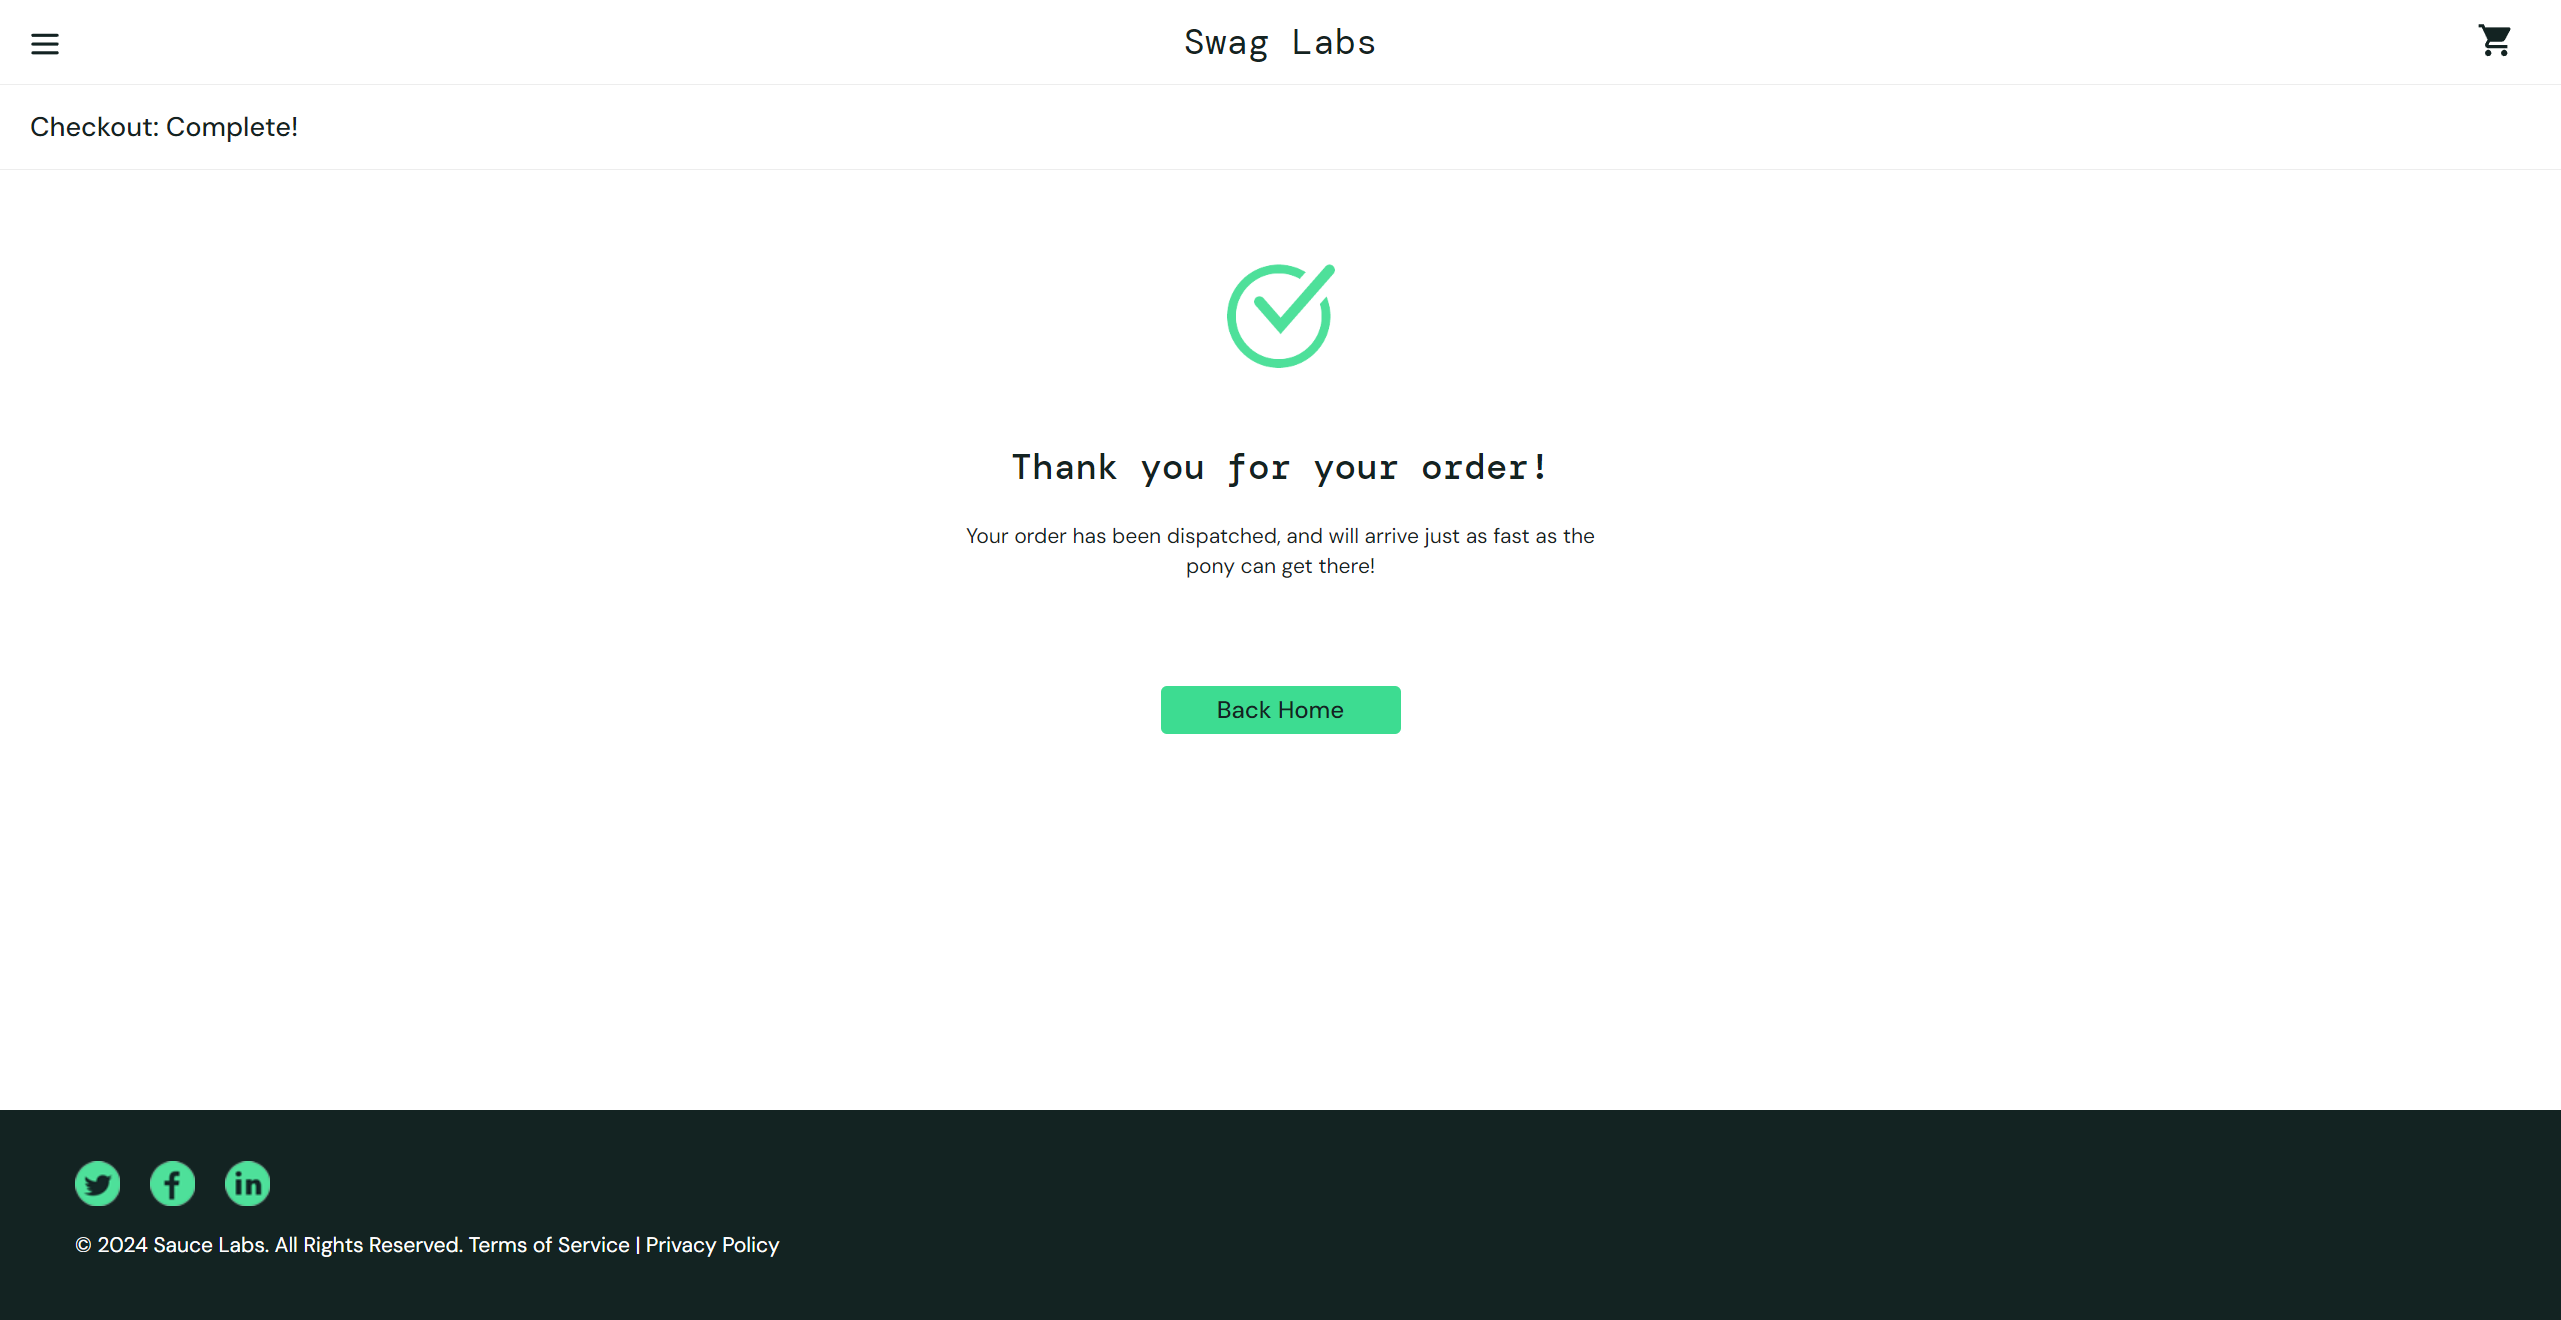 Swag Labs
Checkout: Complete!
Thank you for your order!
Your order has been dispatched, and will arrive just as fast as the
pony can get there!
Back Home
© 2024 Sauce Labs. All Rights Reserved. Terms of Service | Privacy Policy